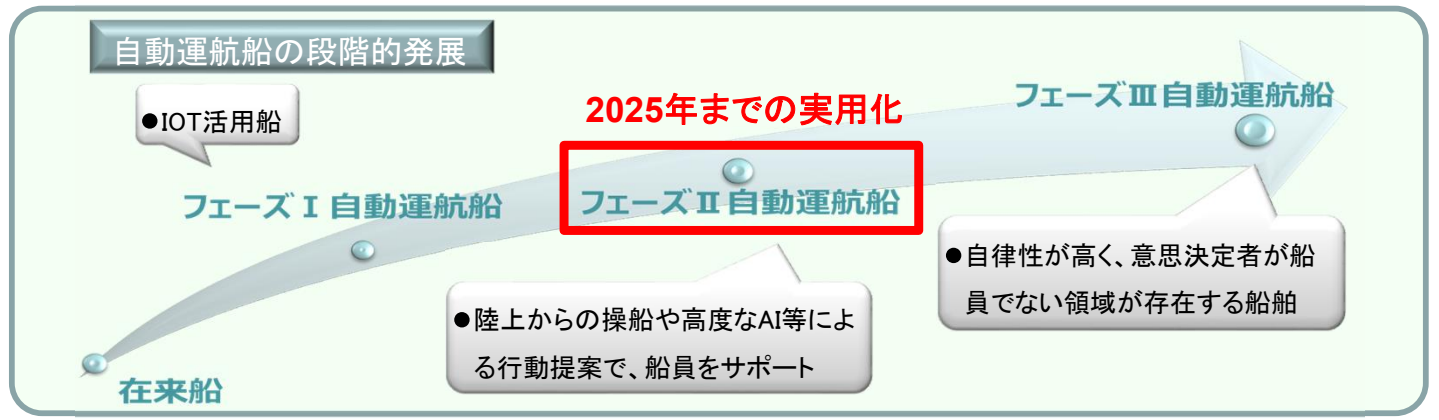 自動運航船の段階的発展
●IOT活用船
フェーズⅠ自動運航船
在来船
2025年までの実用化
フェーズⅡ自動運航船
●陸上からの操船や高度なAI等によ
る行動提案で、船員をサポート
フェーズⅢ自動運航船
●自律性が高く、意思決定者が船
員でない領域が存在する船舶